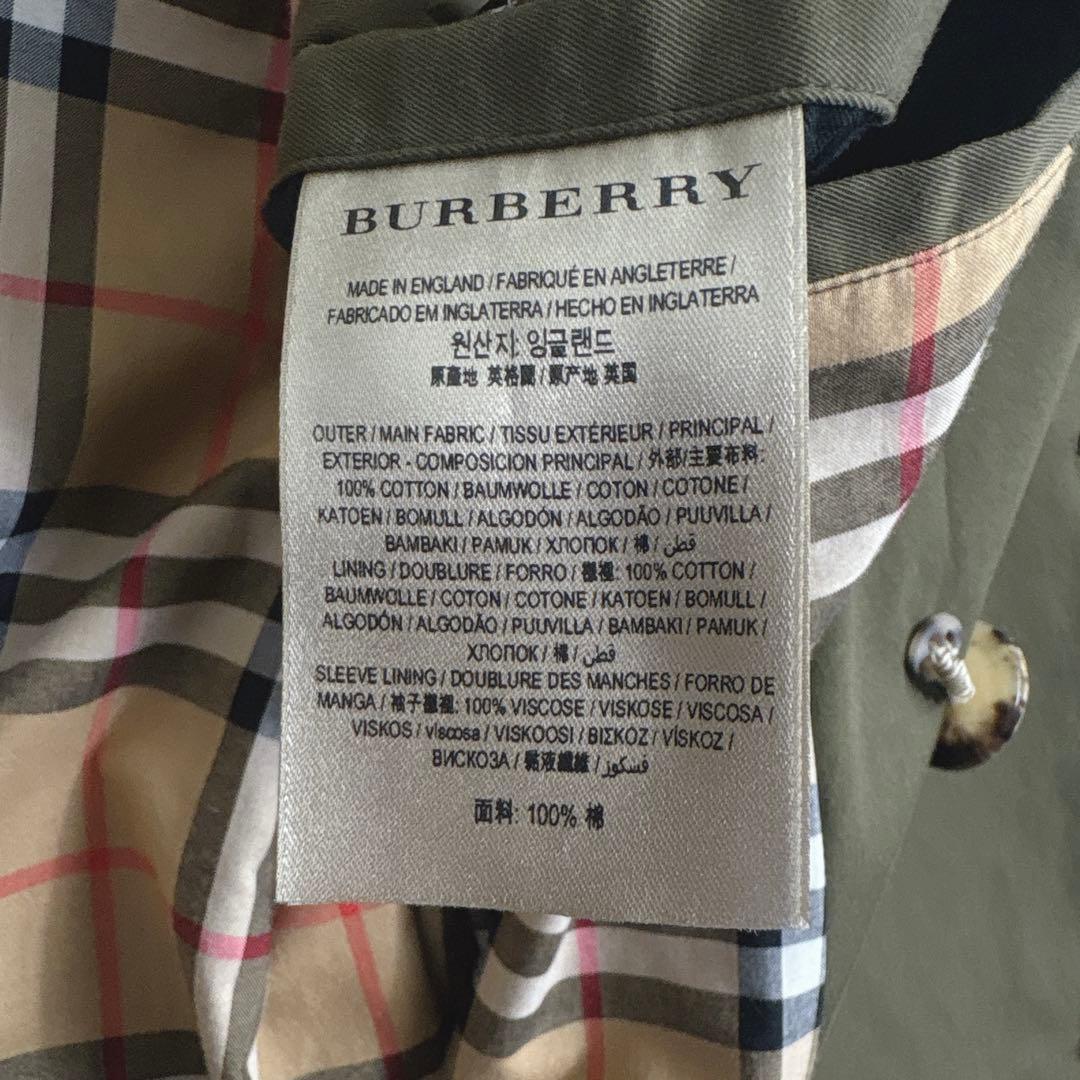 BURBERRY
MADE IN ENGLAND / FABRIQUÉ EN ANGLETERRE /
FABRICADO EM INGLATERRA / HECHO EN INGLATERRA
원산지: 잉글랜드
原產地 英格蘭 / 原产地 英国
OUTER / MAIN FABRIC / TISSU EXTÉRIEUR / PRINCIPAL /
EXTERIOR - COMPOSICION PRINCIPAL / 外部/主要布料:
100% COTTON / BAUMWOLLE / COTON / COTONE /
KATOEN / BOMULL / ALGODÓN / ALGODÃO / PUUVILLA /
BAMBAKI / PAMUK / ХЛОПОК / 棉 / قطن
LINING / DOUBLURE / FORRO / 襯裡: 100% COTTON /
BAUMWOLLE / COTON / COTONE / KATOEN / BOMULL /
ALGODÓN / ALGODÃO / PUUVILLA / BAMBAKI / PAMUK /
ХЛОПОК / 棉 / قطن
SLEEVE LINING / DOUBLURE DES MANCHES / FORRO DE
MANGA / 袖子襯裡: 100% VISCOSE / VISKOSE / VISCOSA /
VISKOS / viscosa / VISKOOSI / ΒΙΣΚΟΖ / VİSKOZ /
ВИСКОЗА / 黏液纖維 / فسكوز
面料: 100% 棉